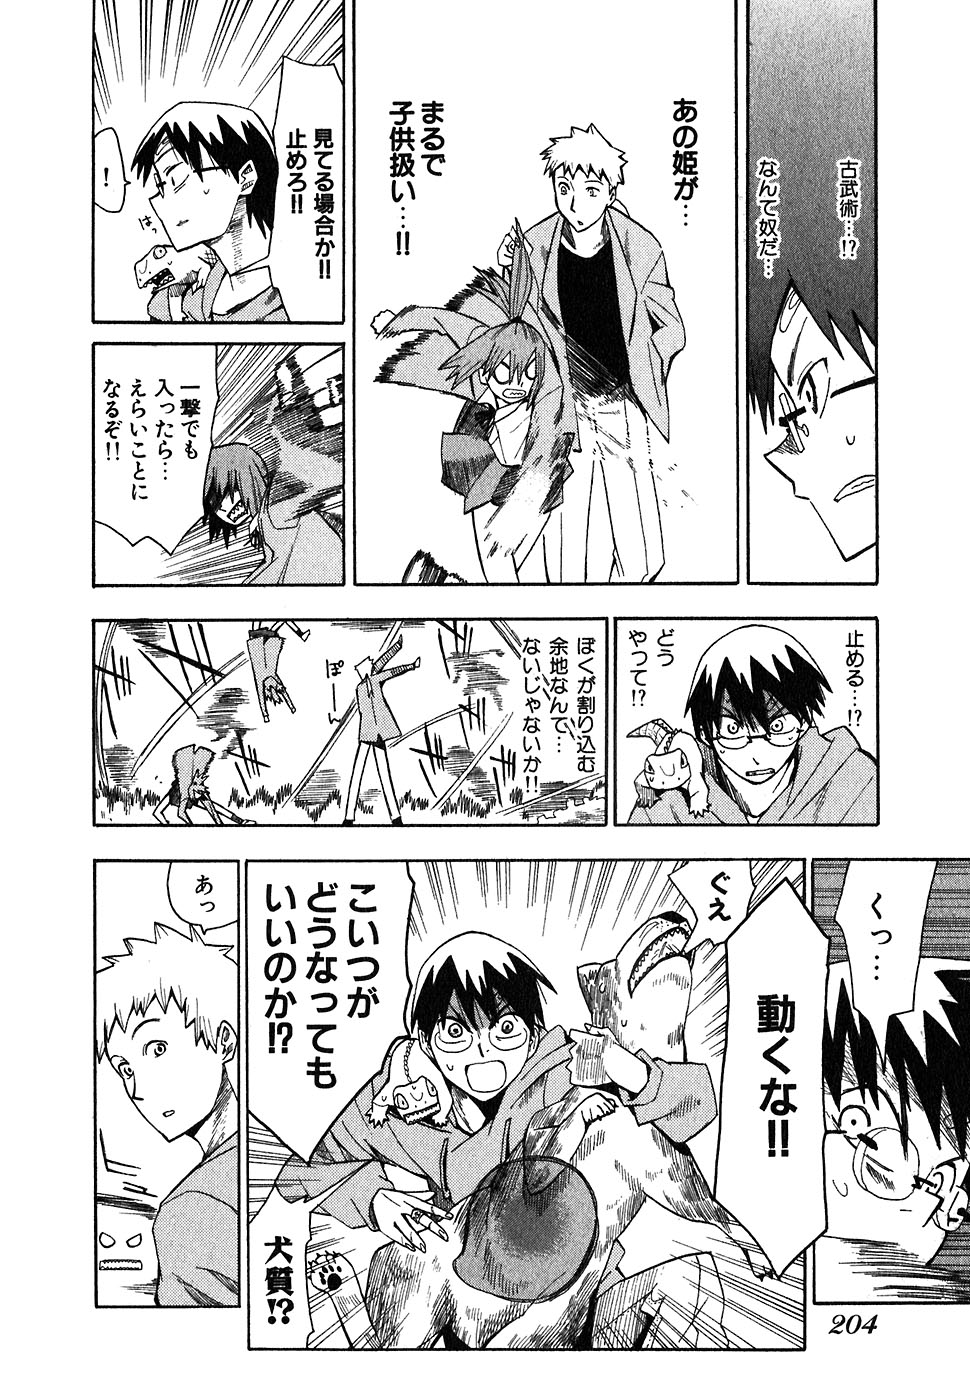 古武術…!?
なんて奴だ…
あの姫が…
まるで
子供扱い…!!
見てる場合か!!
止めろ!!
!
はっ
一撃でも
入ったら…
えらいことに
なるぞ!!
止める…!?
どう
やって!?
ぼくが割り込む
余地なんで…
ないじゃないか!!
ぽーん
くっ…
動くな!!
ぐえ
こいつが
どうなっても
いいのか!?
犬質!?
あっ
204